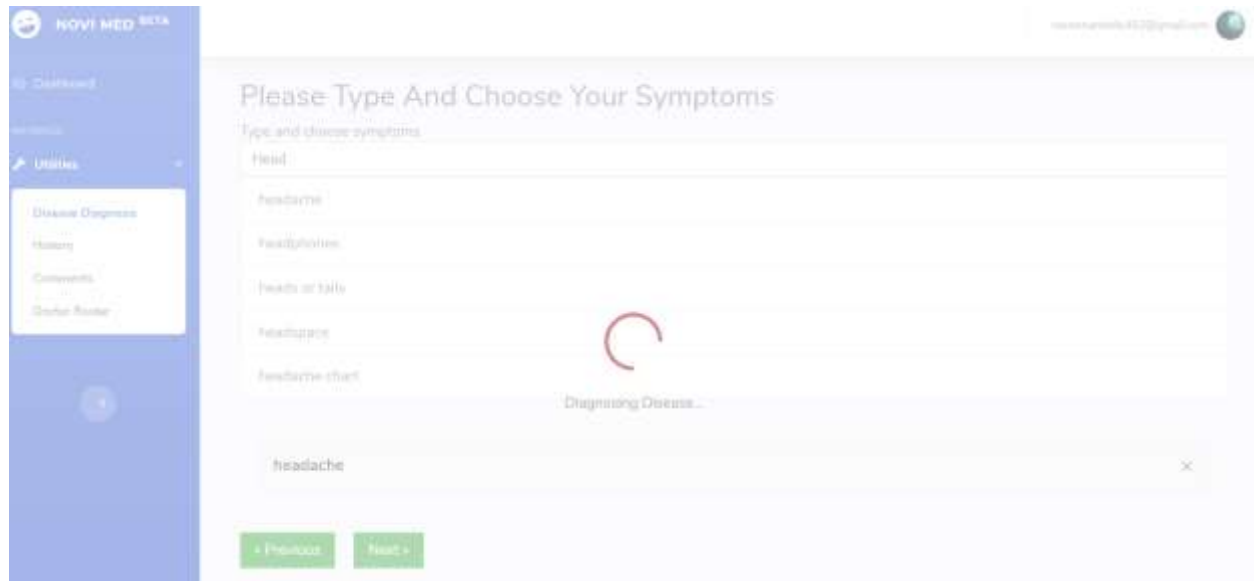 NOVI MED BETA
Dashboard
Utilities
Disease Diagnosis
History
Comments
Doctor
Please Type And Choose Your Symptoms
Type and choose symptoms
Head
headache
headphones
heads or tails
headspace
headache chart
Diagnosing Disease...
headache
×
« Previous
Next »